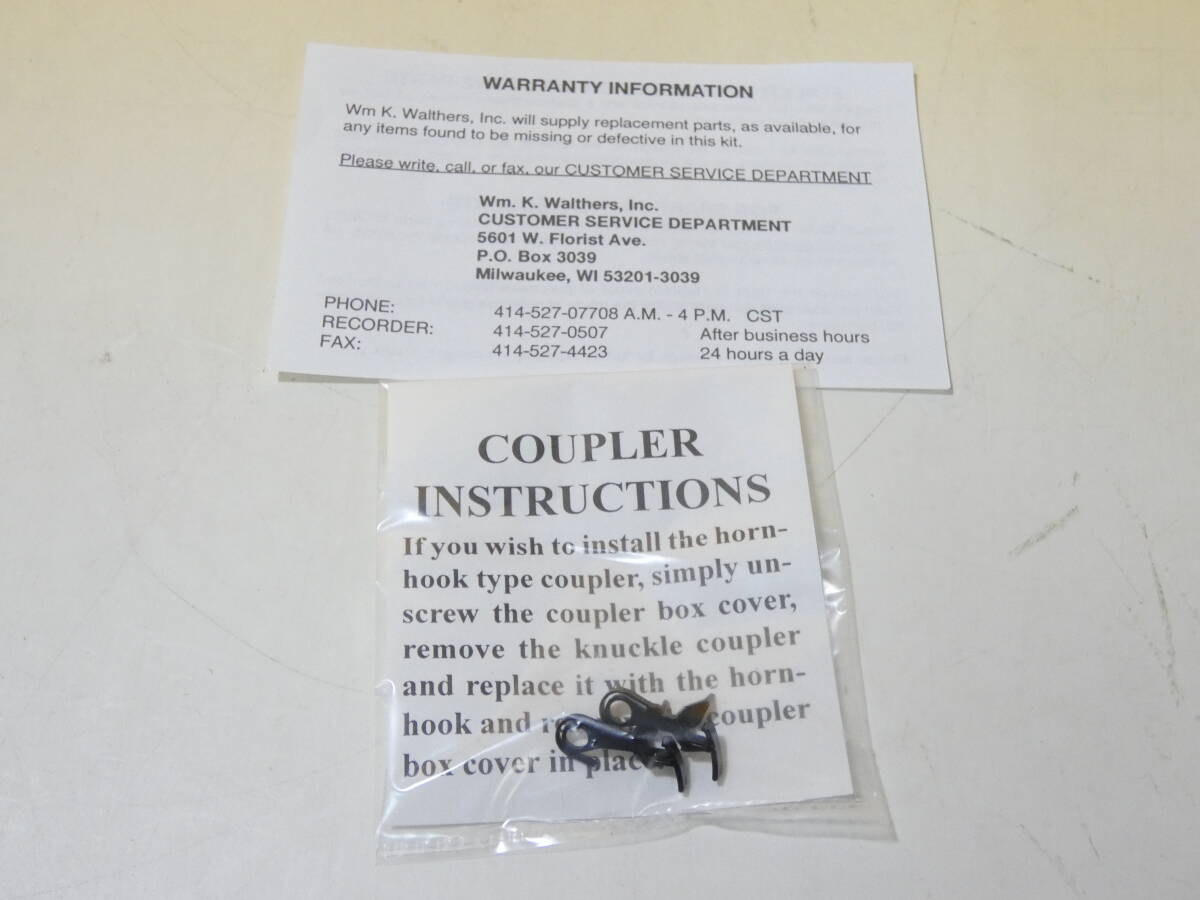 WARRANTY INFORMATION
Wm K. Walthers, Inc. will supply replacement parts, as available, for
any items found to be missing or defective in this kit.
Please write, call, or fax, our CUSTOMER SERVICE DEPARTMENT
Wm. K. Walthers, Inc.
CUSTOMER SERVICE DEPARTMENT
5601 W. Florist Ave.
P.O. Box 3039
Milwaukee, WI 53201-3039
PHONE: 414-527-07708 A.M. - 4 P.M. CST
RECORDER: 414-527-0507 After business hours
FAX: 414-527-4423 24 hours a day
COUPLER
INSTRUCTIONS
If you wish to install the horn-
hook type coupler, simply un-
screw the coupler box cover,
remove the knuckle coupler
and replace it with the horn-
hook and coupler
box cover in place